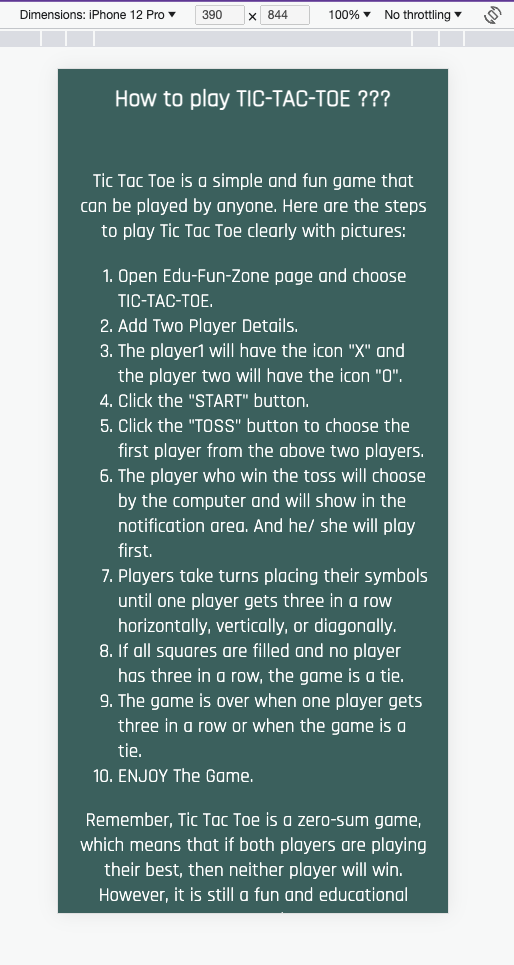 Dimensions: iPhone 12 Pro ▼ 390 × 844 100% ▼ No throttling ▼
How to play TIC-TAC-TOE ???
Tic Tac Toe is a simple and fun game that
can be played by anyone. Here are the steps
to play Tic Tac Toe clearly with pictures:
1. Open Edu-Fun-Zone page and choose
TIC-TAC-TOE.
2. Add Two Player Details.
3. The player1 will have the icon "X" and
the player two will have the icon "O".
4. Click the "START" button.
5. Click the "TOSS" button to choose the
first player from the above two players.
6. The player who win the toss will choose
by the computer and will show in the
notification area. And he/ she will play
first.
7. Players take turns placing their symbols
until one player gets three in a row
horizontally, vertically, or diagonally.
8. If all squares are filled and no player
has three in a row, the game is a tie.
9. The game is over when one player gets
three in a row or when the game is a
tie.
10. ENJOY The Game.
Remember, Tic Tac Toe is a zero-sum game,
which means that if both players are playing
their best, then neither player will win.
However, it is still a fun and educational